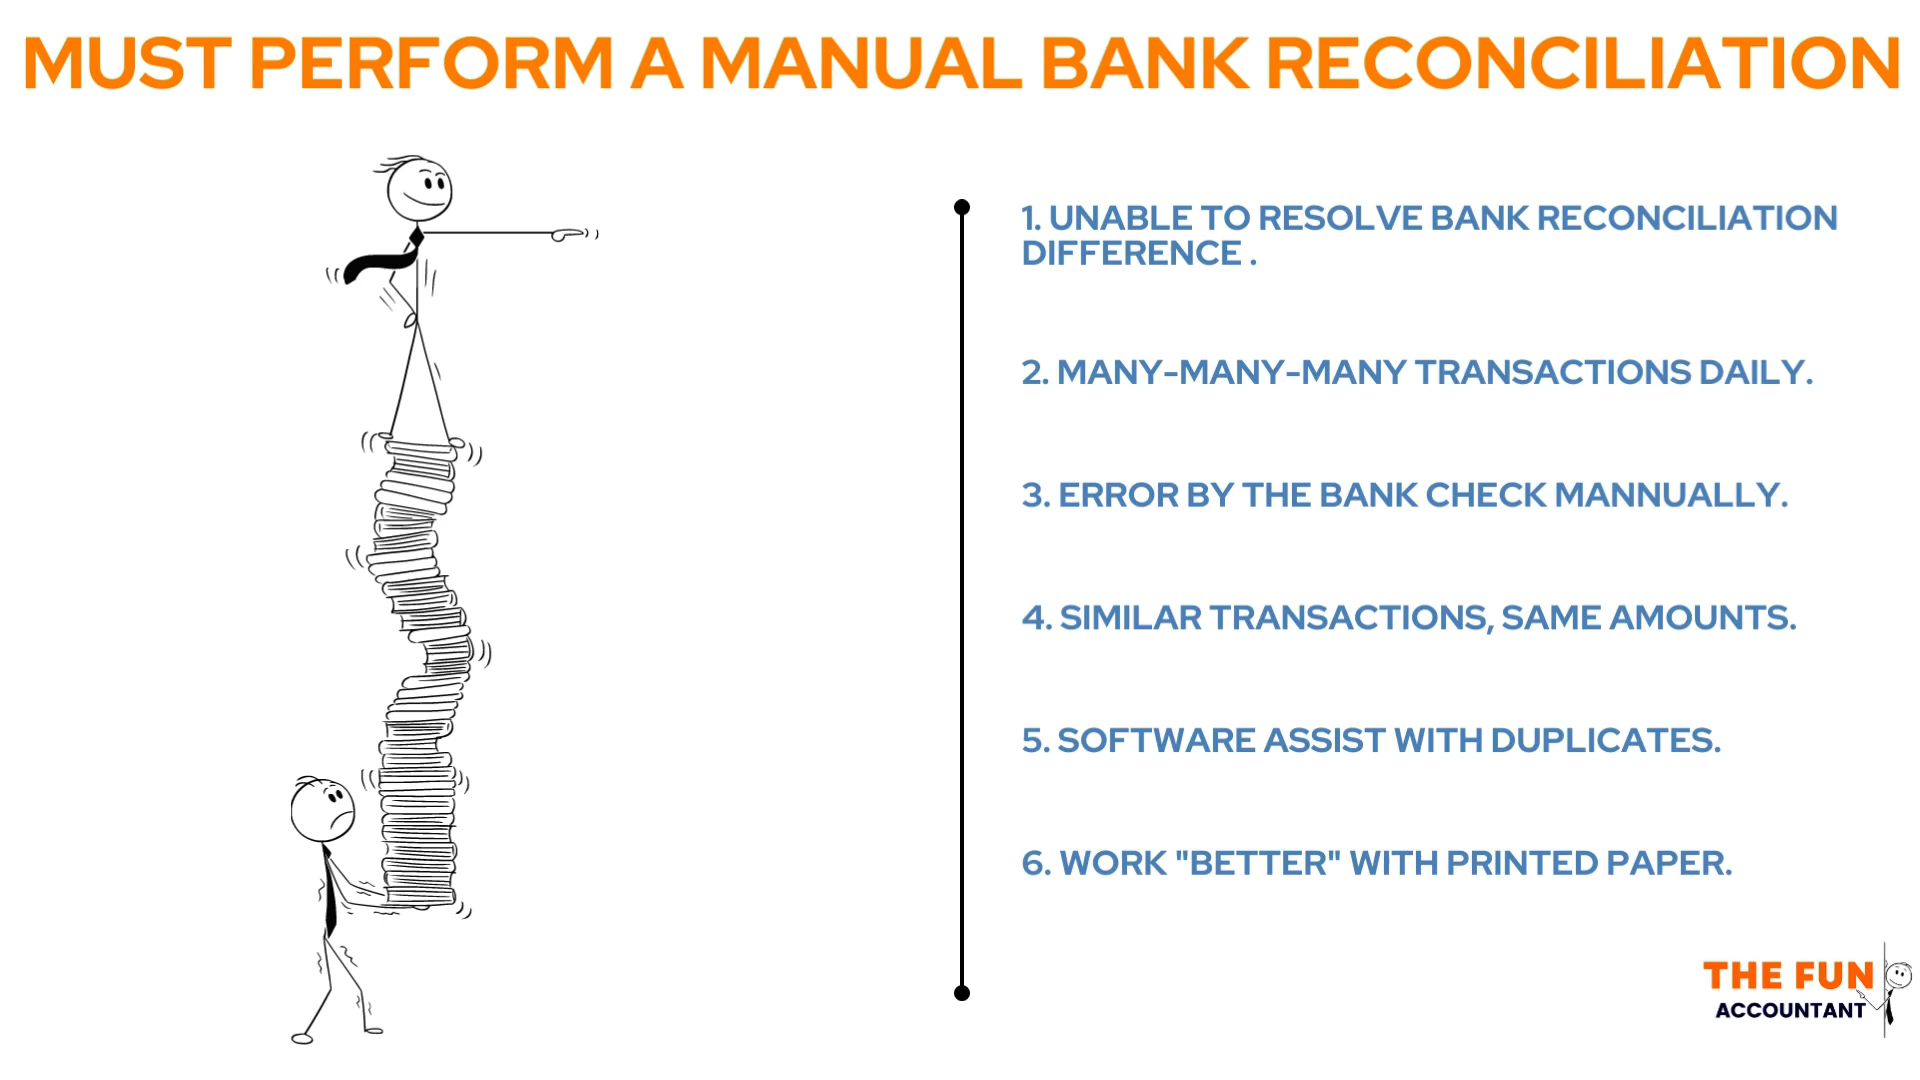 MUST PERFORM A MANUAL BANK RECONCILIATION
1. UNABLE TO RESOLVE BANK RECONCILIATION
DIFFERENCE .
2. MANY-MANY-MANY TRANSACTIONS DAILY.
3. ERROR BY THE BANK CHECK MANNUALLY.
4. SIMILAR TRANSACTIONS, SAME AMOUNTS.
5. SOFTWARE ASSIST WITH DUPLICATES.
6. WORK "BETTER" WITH PRINTED PAPER.
THE FUN
ACCOUNTANT